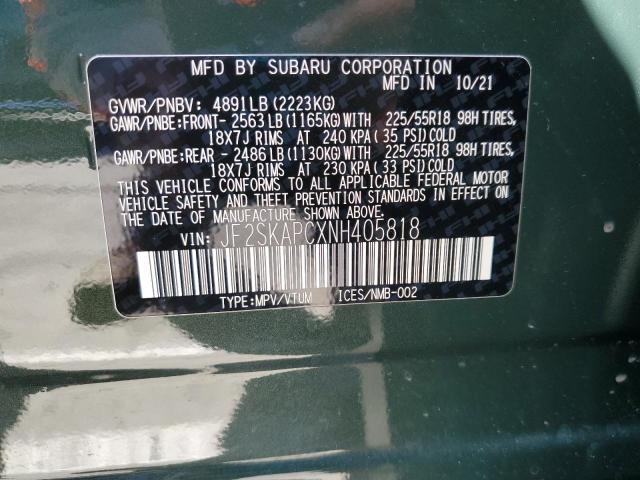 MFD BY SUBARU CORPORATION
MFD IN 10/21
GVWR/PNBV: 4891LB (2223KG)
GAWR/PNBE:FRONT-2563LB(1165KG)WITH 225/55R18 98H TIRES,
18X7J RIMS AT 240 KPA(35 PSI)COLD
GAWR/PNBE:REAR -2486LB(1130KG)WITH 225/55R18 98H TIRES,
18X7J RIMS AT 230 KPA(33 PSI)COLD
THIS VEHICLE CONFORMS TO ALL APPLICABLE FEDERAL MOTOR
VEHICLE SAFETY AND THEFT PREVENTION STANDARDS IN EFFECT ON
THE DATE OF MANUFACTURE SHOWN ABOVE.
VIN: JF2SKAPCXNH405818
TYPE:MPV/VTUM ICES/NMB-002